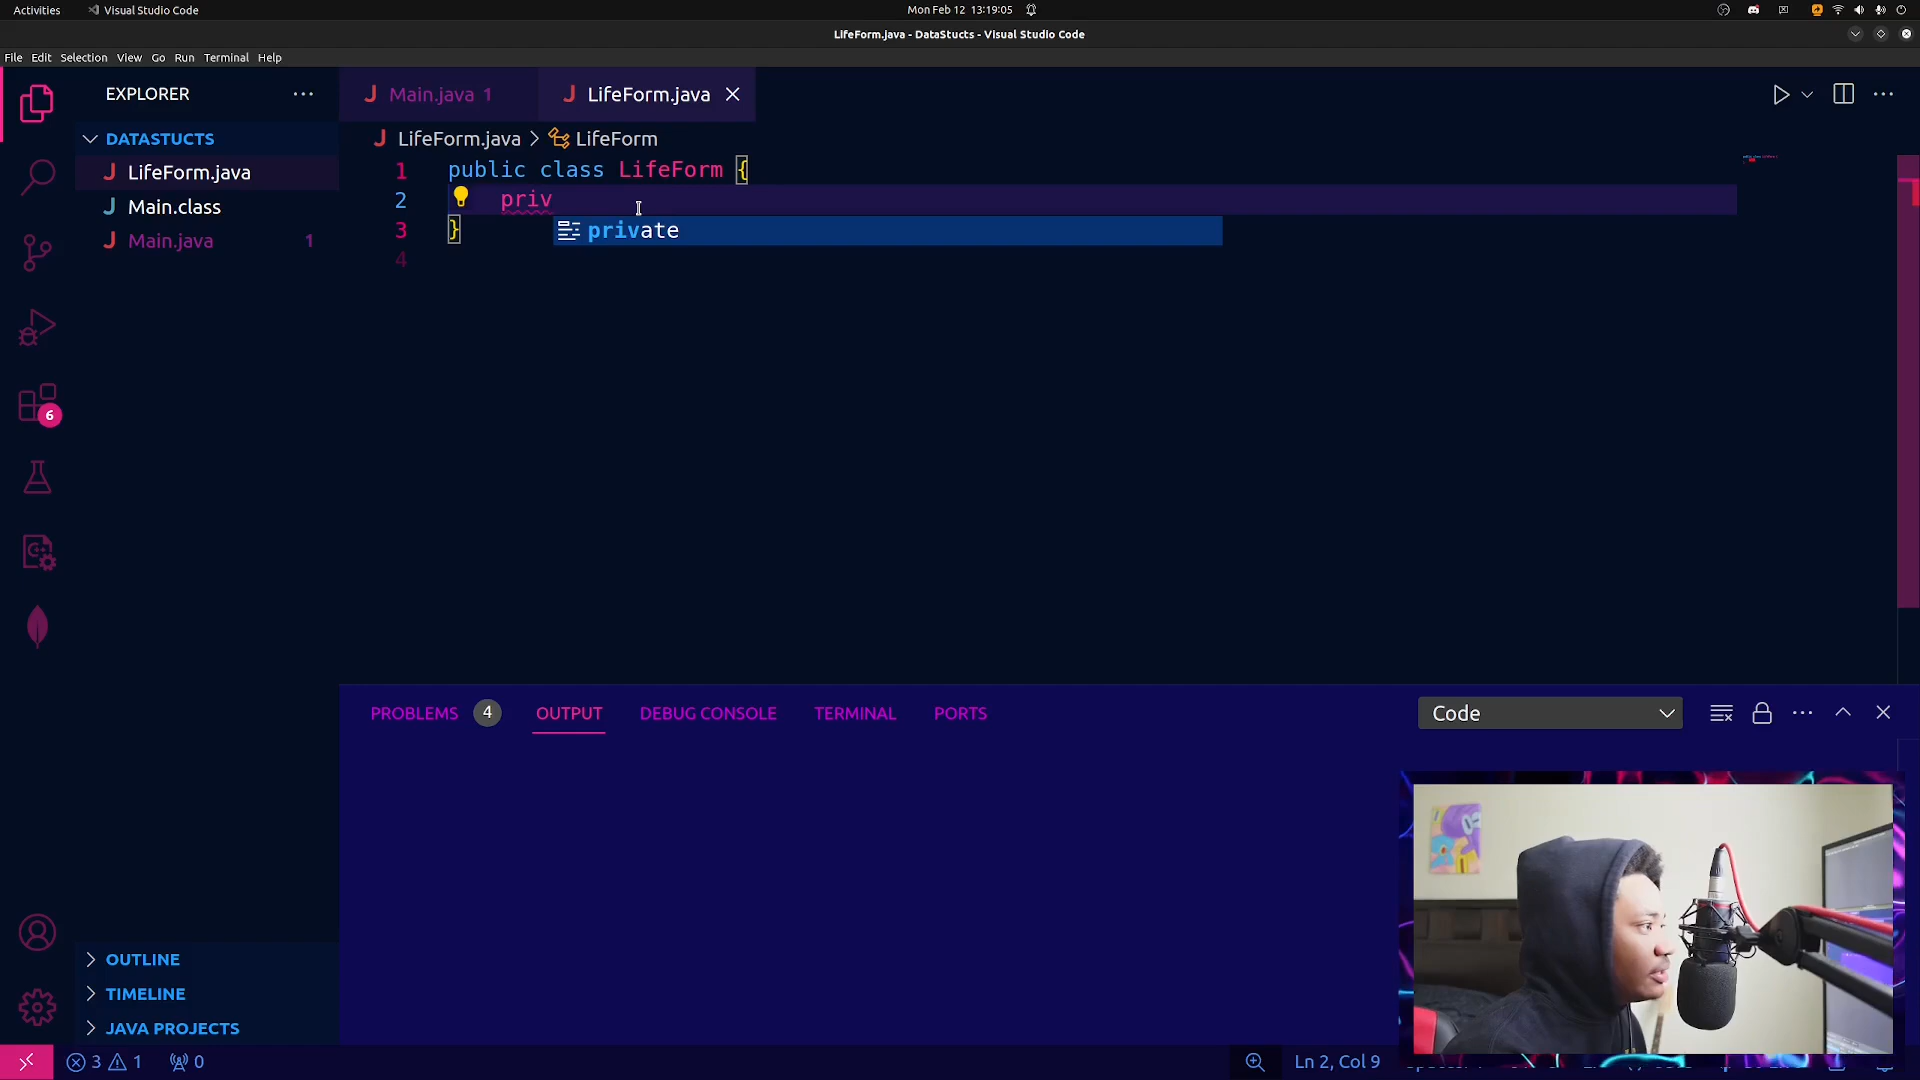 Activities
Visual Studio Code
Mon Feb 12 13:19:05
LifeForm.java - DataStucts - Visual Studio Code
File Edit Selection View Go Run Terminal Help
EXPLORER
DATASTUCTS
LifeForm.java
Main.class
Main.java 1
6
Main.java 1
LifeForm.java
LifeForm.java > LifeForm
1 public class LifeForm {
2 priv
private
3 }
4
PROBLEMS 4 OUTPUT DEBUG CONSOLE TERMINAL PORTS
Code
OUTLINE
TIMELINE
JAVA PROJECTS
3 1 0
Ln 2, Col 9